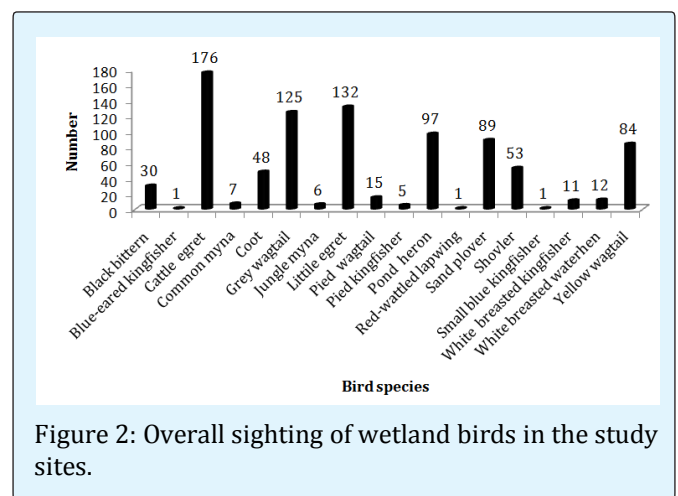 180
160
140
120
100
80
60
40
20
0
Number
30
1
176
7
48
125
6
132
15
5
97
1
89
53
1
11
12
84
Black bittern
Blue-eared kingfisher
Cattle egret
Common myna
Coot
Grey wagtail
Jungle myna
Little egret
Pied wagtail
Pied kingfisher
Pond heron
Red-wattled lapwing
Sand plover
Shovler
Small blue kingfisher
White breasted kingfisher
White breasted waterhen
Yellow wagtail
Bird species
Figure 2: Overall sighting of wetland birds in the study
sites.